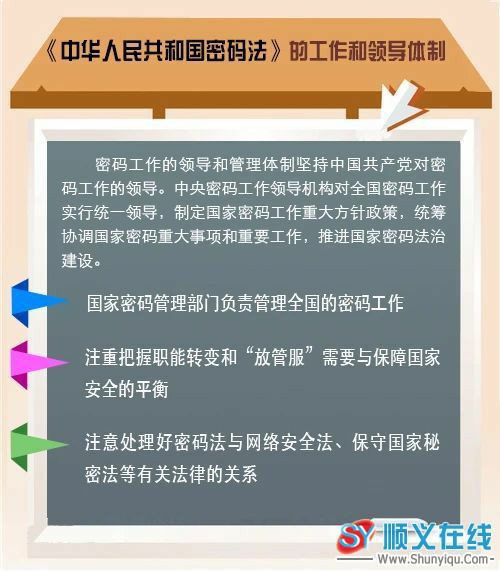 《中华人民共和国密码法》的工作和领导体制
密码工作的领导和管理体制坚持中国共产党对密
码工作的领导。中央密码工作领导机构对全国密码工作
实行统一领导，制定国家密码工作重大方针政策，统筹
协调国家密码重大事项和重要工作，推进国家密码法治
建设。
国家密码管理部门负责管理全国的密码工作
注重把握职能转变和“放管服”需要与保障国家
安全的平衡
注意处理好密码法与网络安全法、保守国家秘
密法等有关法律的关系
SY 顺义在线
www.Shunyiqu.Com